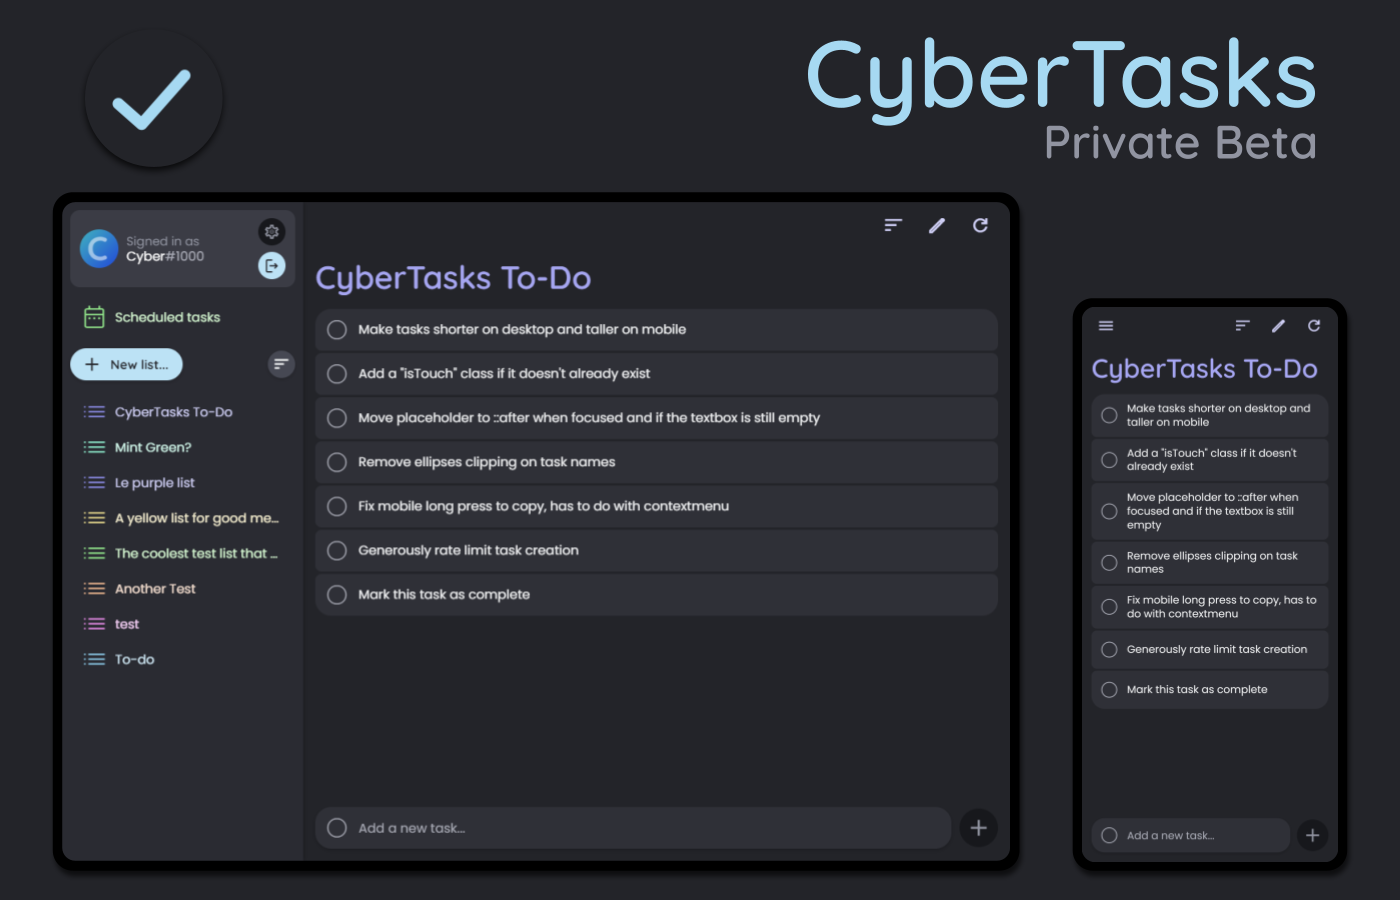 CyberTasks
Private Beta
Signed in as
Cyber#1000
Scheduled tasks
New list...
CyberTasks To-Do
Mint Green?
Le purple list
A yellow list for good me...
The coolest test list that ...
Another Test
test
To-do
CyberTasks To-Do
Make tasks shorter on desktop and taller on mobile
Add a "isTouch" class if it doesn't already exist
Move placeholder to ::after when focused and if the textbox is still empty
Remove ellipses clipping on task names
Fix mobile long press to copy, has to do with contextmenu
Generously rate limit task creation
Mark this task as complete
Add a new task...
CyberTasks To-Do
Make tasks shorter on desktop and
taller on mobile
Add a "isTouch" class if it doesn't
already exist
Move placeholder to ::after when
focused and if the textbox is still
empty
Remove ellipses clipping on task
names
Fix mobile long press to copy, has to
do with contextmenu
Generously rate limit task creation
Mark this task as complete
Add a new task...